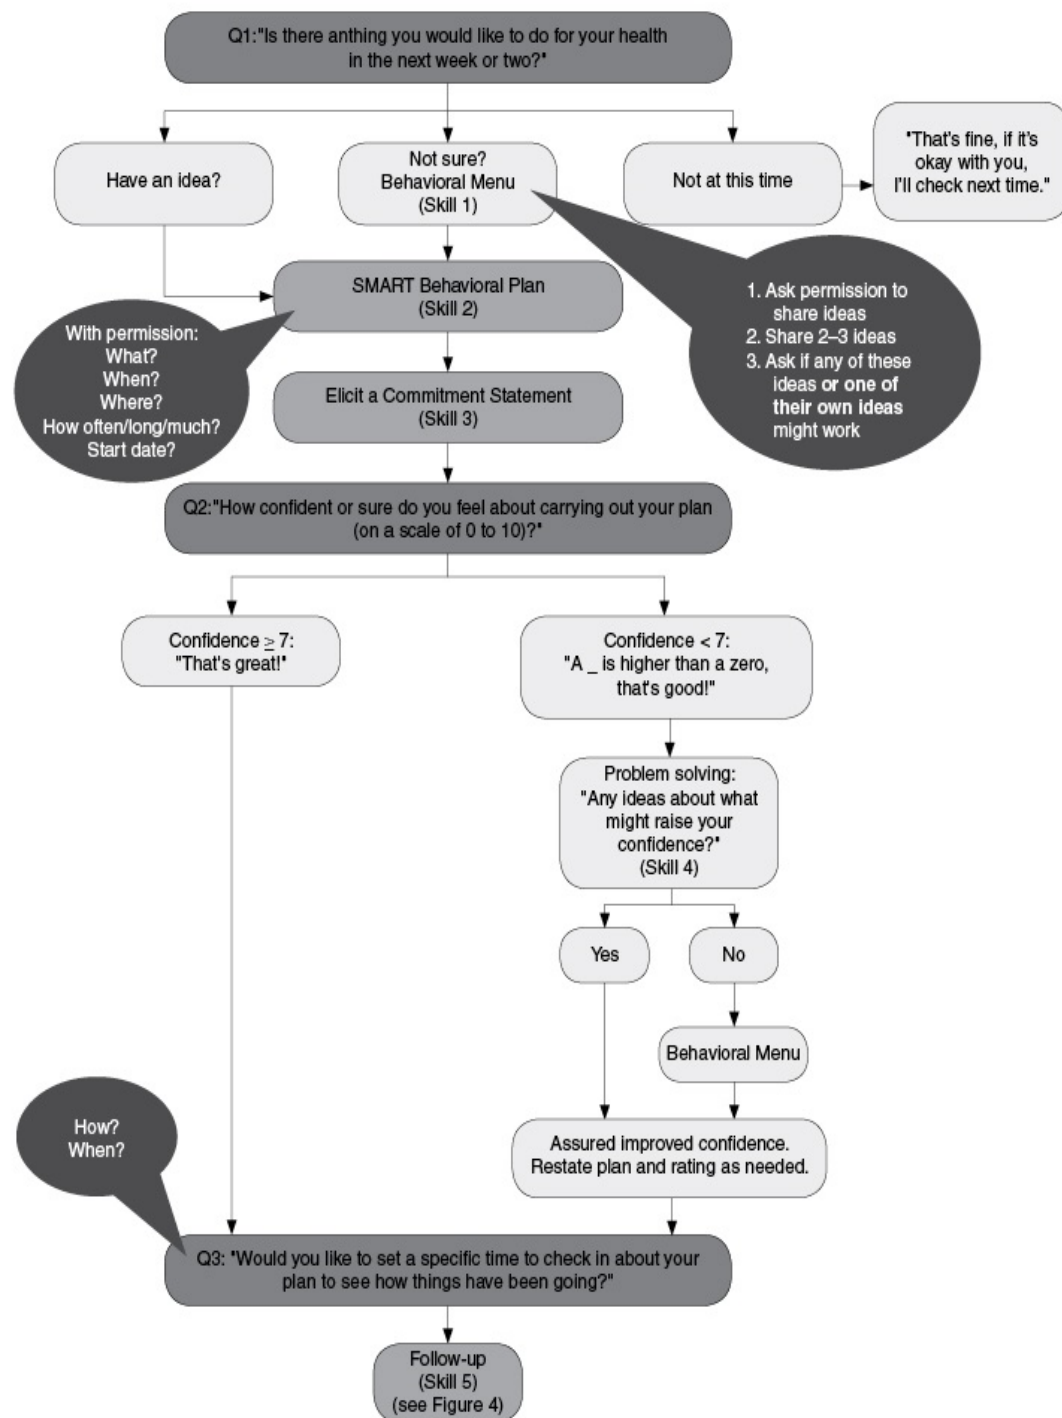 Q1:"Is there anthing you would like to do for your health
in the next week or two?"
Have an idea?
Not sure?
Behavioral Menu
(Skill 1)
Not at this time
"That's fine, if it's
okay with you,
I'll check next time."
SMART Behavioral Plan
(Skill 2)
1. Ask permission to
share ideas
2. Share 2–3 ideas
3. Ask if any of these
ideas or one of
their own ideas
might work
With permission:
What?
When?
Where?
How often/long/much?
Start date?
Elicit a Commitment Statement
(Skill 3)
Q2:"How confident or sure do you feel about carrying out your plan
(on a scale of 0 to 10)?"
Confidence ≥ 7:
"That's great!"
Confidence < 7:
"A _ is higher than a zero,
that's good!"
Problem solving:
"Any ideas about what
might raise your
confidence?"
(Skill 4)
Yes
No
Behavioral Menu
How?
When?
Assured improved confidence.
Restate plan and rating as needed.
Q3: "Would you like to set a specific time to check in about your
plan to see how things have been going?"
Follow-up
(Skill 5)
(see Figure 4)